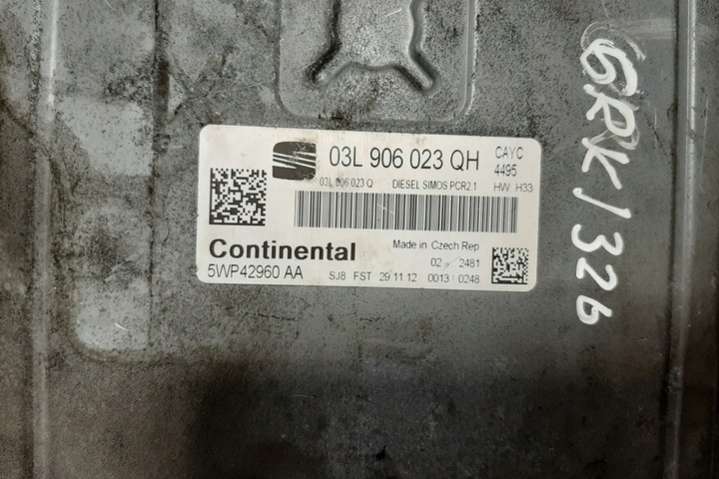 03L 906 023 QH
CAYC
4495
03L 906 023 Q DIESEL SIMOS PCR2.1 HW H33
Continental
Made in Czech Rep
02 2481
5WP42960 AA
SJ8 FST 29 11 12 0013 0248
GRK/326